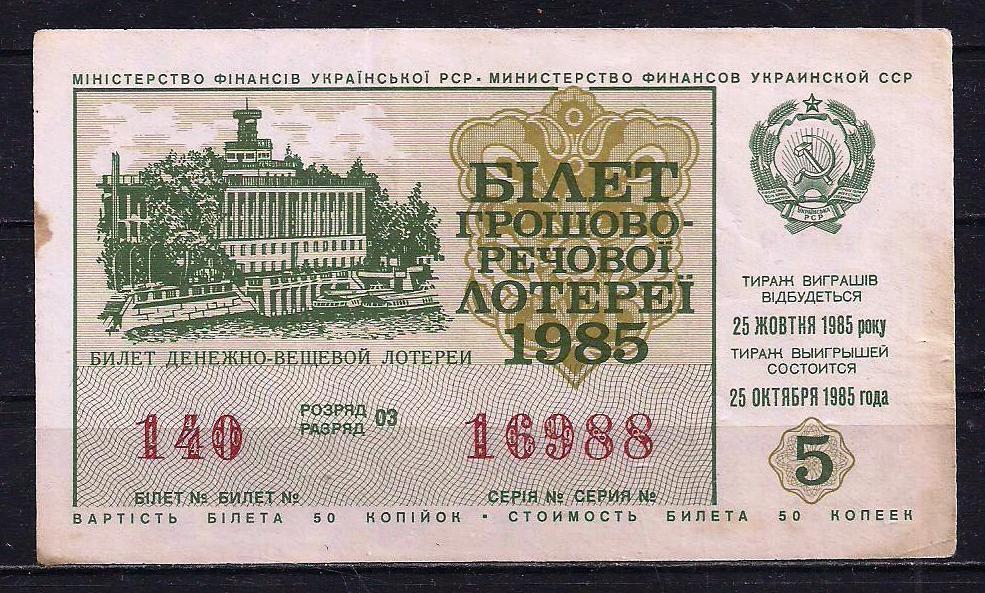 МІНІСТЕРСТВО ФІНАНСІВ УКРАЇНСЬКОЇ РСР - МИНИСТЕРСТВО ФИНАНСОВ УКРАИНСКОЙ ССР
БІЛЕТ
ГРОШОВО-
РЕЧОВОЇ
ЛОТЕРЕЇ
1985
БИЛЕТ ДЕНЕЖНО-ВЕЩЕВОЙ ЛОТЕРЕИ
УКРАЇНСЬКА
РСР
ТИРАЖ ВИГРАШІВ
ВІДБУДЕТЬСЯ
25 ЖОВТНЯ 1985 року
ТИРАЖ ВЫИГРЫШЕЙ
СОСТОИТСЯ
25 ОКТЯБРЯ 1985 года
140
РОЗРЯД
РАЗРЯД 03
16988
5
БІЛЕТ № БИЛЕТ №
СЕРІЯ № СЕРИЯ №
ВАРТІСТЬ БІЛЕТА 50 КОПІЙОК - СТОИМОСТЬ БИЛЕТА 50 КОПЕЕК